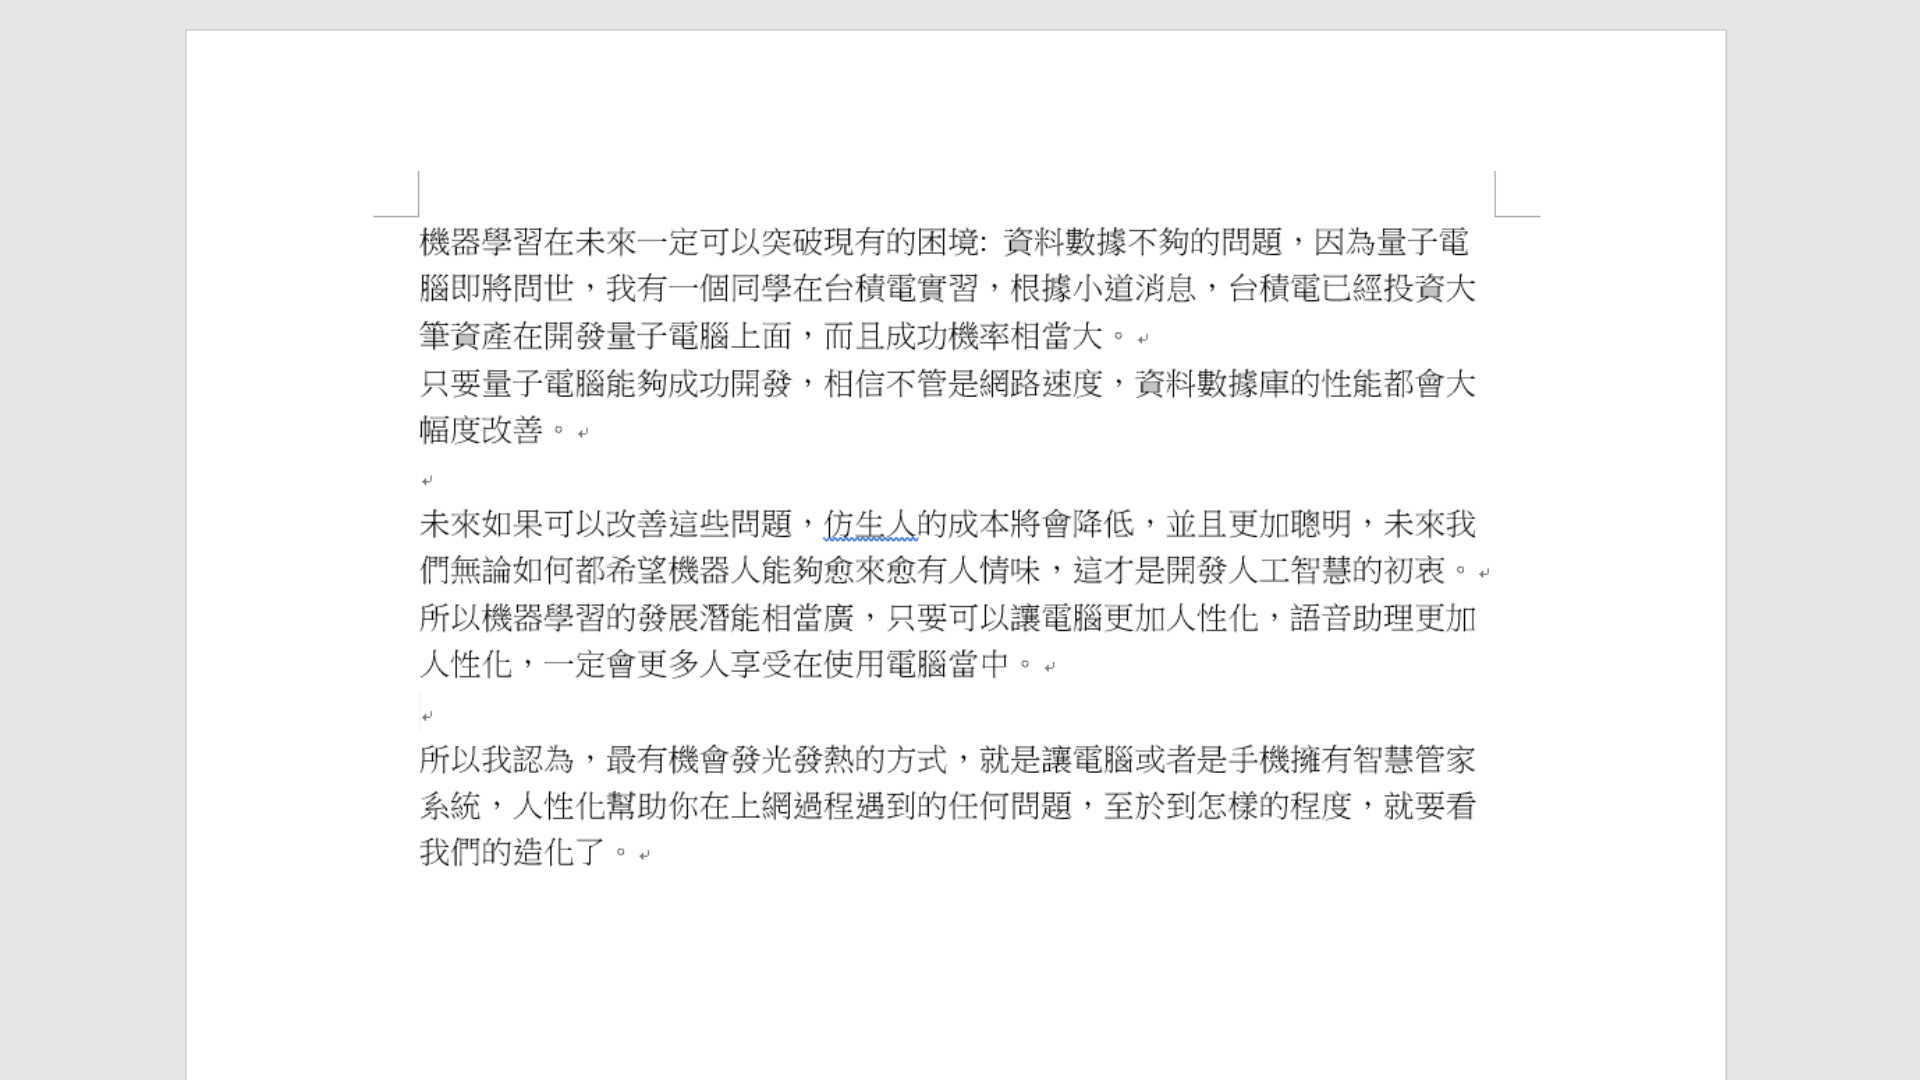 機器學習在未來一定可以突破現有的困境: 資料數據不夠的問題，因為量子電
腦即將問世，我有一個同學在台積電實習，根據小道消息，台積電已經投資大
筆資產在開發量子電腦上面，而且成功機率相當大。
只要量子電腦能夠成功開發，相信不管是網路速度，資料數據庫的性能都會大
幅度改善。
未來如果可以改善這些問題，仿生人的成本將會降低，並且更加聰明，未來我
們無論如何都希望機器人能夠愈來愈有人情味，這才是開發人工智慧的初衷。
所以機器學習的發展潛能相當廣，只要可以讓電腦更加人性化，語音助理更加
人性化，一定會更多人享受在使用電腦當中。
所以我認為，最有機會發光發熱的方式，就是讓電腦或者是手機擁有智慧管家
系統，人性化幫助你在上網過程遇到的任何問題，至於到怎樣的程度，就要看
我們的造化了。